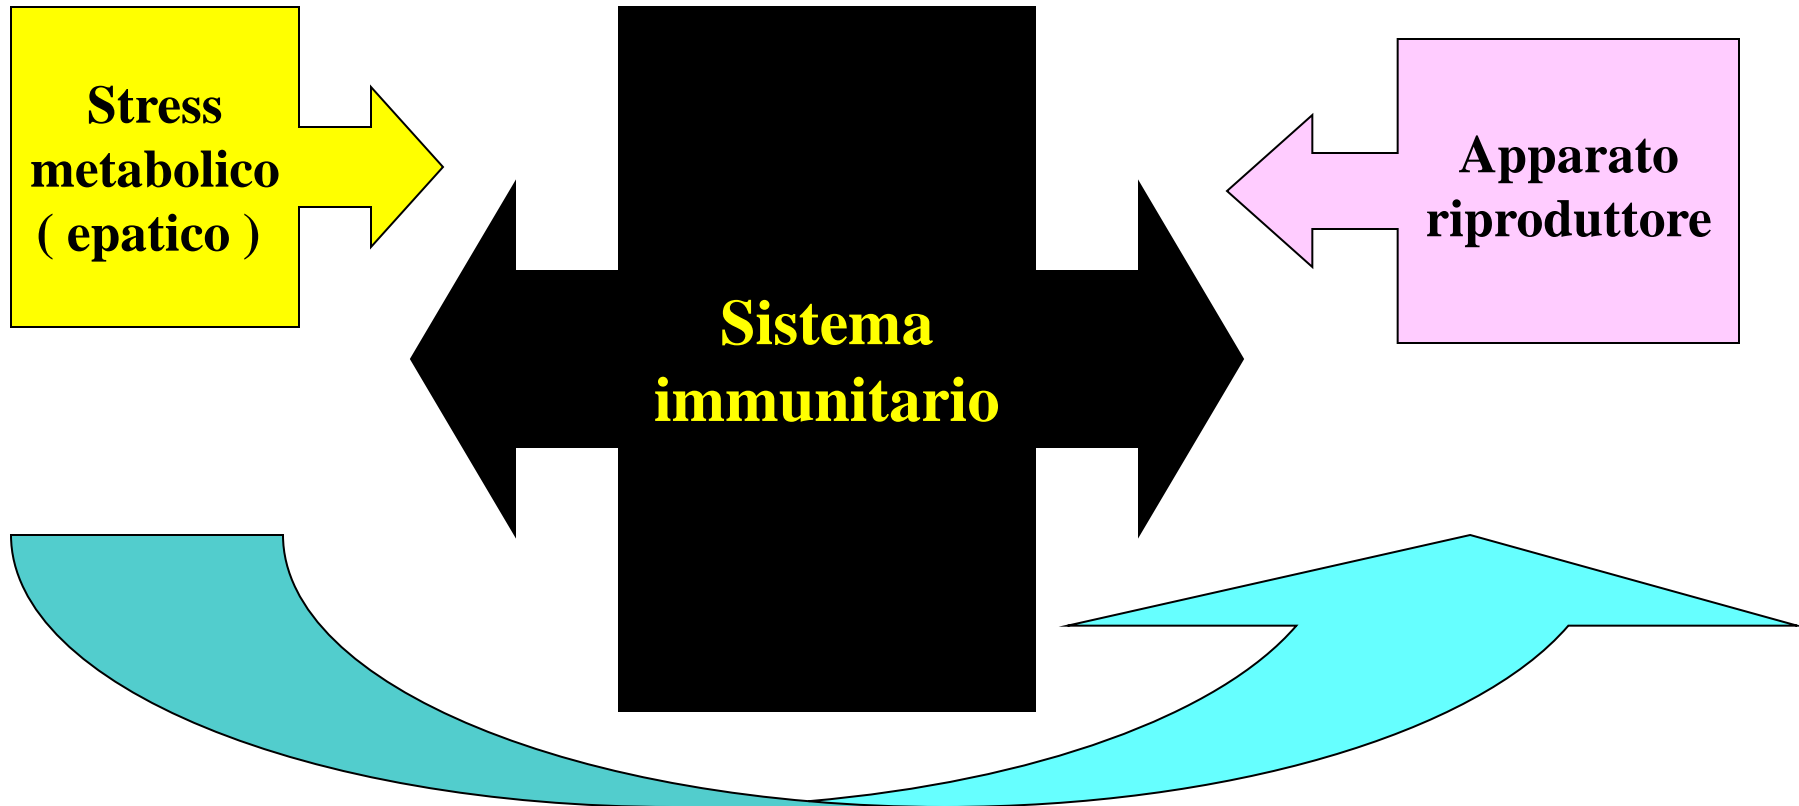 Stress
metabolico
( epatico )
Sistema
immunitario
Apparato
riproduttore